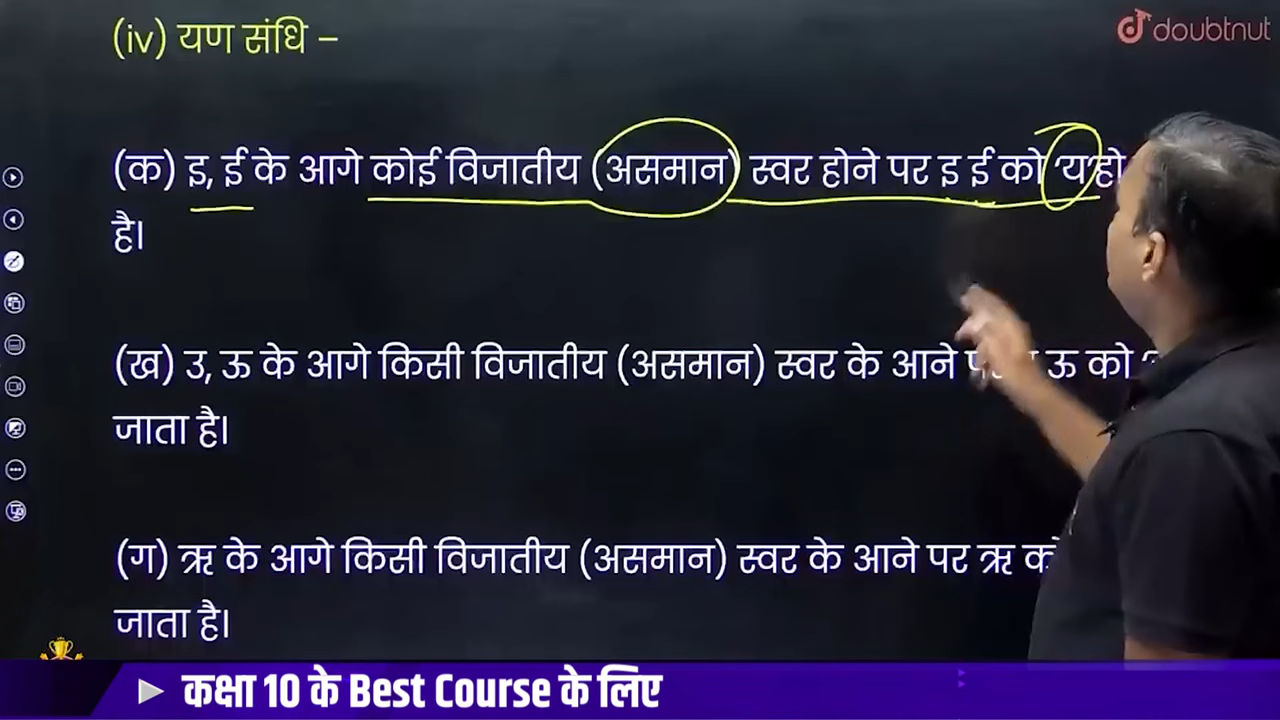 (iv) यण संधि –
doubtnut
(क) इ, ई के आगे कोई विजातीय (असमान) स्वर होने पर इ ई को 'य' हो
है।
(ख) उ, ऊ के आगे किसी विजातीय (असमान) स्वर के आने ऊ को
जाता है।
(ग) ऋ के आगे किसी विजातीय (असमान) स्वर के आने पर ऋ
जाता है।
कक्षा 10 के Best Course के लिए